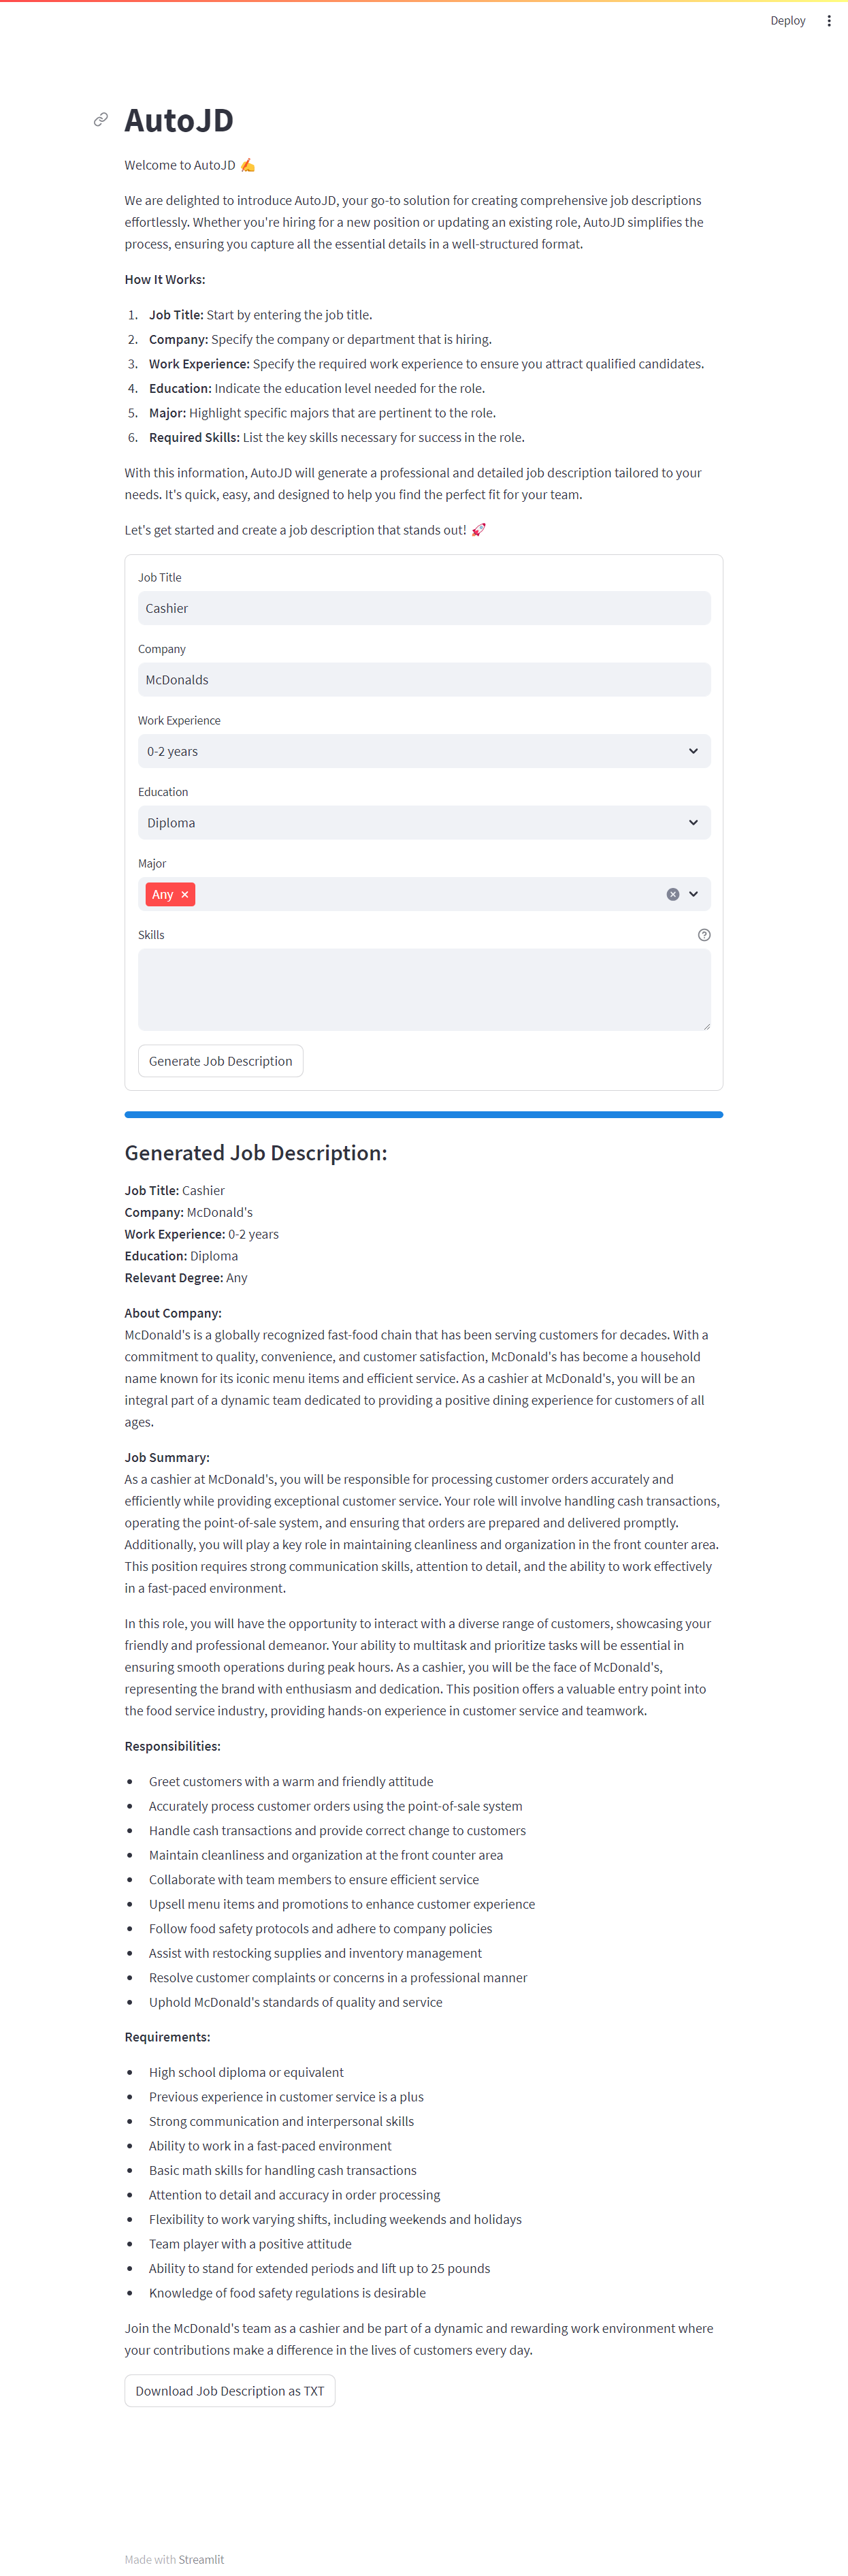 Deploy
AutoJD
Welcome to AutoJD ✍️
We are delighted to introduce AutoJD, your go-to solution for creating comprehensive job descriptions
effortlessly. Whether you're hiring for a new position or updating an existing role, AutoJD simplifies the
process, ensuring you capture all the essential details in a well-structured format.
How It Works:
1. Job Title: Start by entering the job title.
2. Company: Specify the company or department that is hiring.
3. Work Experience: Specify the required work experience to ensure you attract qualified candidates.
4. Education: Indicate the education level needed for the role.
5. Major: Highlight specific majors that are pertinent to the role.
6. Required Skills: List the key skills necessary for success in the role.
With this information, AutoJD will generate a professional and detailed job description tailored to your
needs. It's quick, easy, and designed to help you find the perfect fit for your team.
Let's get started and create a job description that stands out! 🚀
Job Title
Cashier
Company
McDonalds
Work Experience
0-2 years
Education
Diploma
Major
Any
Skills
Generate Job Description
Generated Job Description:
Job Title: Cashier
Company: McDonald's
Work Experience: 0-2 years
Education: Diploma
Relevant Degree: Any
About Company:
McDonald's is a globally recognized fast-food chain that has been serving customers for decades. With a
commitment to quality, convenience, and customer satisfaction, McDonald's has become a household
name known for its iconic menu items and efficient service. As a cashier at McDonald's, you will be an
integral part of a dynamic team dedicated to providing a positive dining experience for customers of all
ages.
Job Summary:
As a cashier at McDonald's, you will be responsible for processing customer orders accurately and
efficiently while providing exceptional customer service. Your role will involve handling cash transactions,
operating the point-of-sale system, and ensuring that orders are prepared and delivered promptly.
Additionally, you will play a key role in maintaining cleanliness and organization in the front counter area.
This position requires strong communication skills, attention to detail, and the ability to work effectively
in a fast-paced environment.
In this role, you will have the opportunity to interact with a diverse range of customers, showcasing your
friendly and professional demeanor. Your ability to multitask and prioritize tasks will be essential in
ensuring smooth operations during peak hours. As a cashier, you will be the face of McDonald's,
representing the brand with enthusiasm and dedication. This position offers a valuable entry point into
the food service industry, providing hands-on experience in customer service and teamwork.
Responsibilities:
• Greet customers with a warm and friendly attitude
• Accurately process customer orders using the point-of-sale system
• Handle cash transactions and provide correct change to customers
• Maintain cleanliness and organization at the front counter area
• Collaborate with team members to ensure efficient service
• Upsell menu items and promotions to enhance customer experience
• Follow food safety protocols and adhere to company policies
• Assist with restocking supplies and inventory management
• Resolve customer complaints or concerns in a professional manner
• Uphold McDonald's standards of quality and service
Requirements:
• High school diploma or equivalent
• Previous experience in customer service is a plus
• Strong communication and interpersonal skills
• Ability to work in a fast-paced environment
• Basic math skills for handling cash transactions
• Attention to detail and accuracy in order processing
• Flexibility to work varying shifts, including weekends and holidays
• Team player with a positive attitude
• Ability to stand for extended periods and lift up to 25 pounds
• Knowledge of food safety regulations is desirable
Join the McDonald's team as a cashier and be part of a dynamic and rewarding work environment where
your contributions make a difference in the lives of customers every day.
Download Job Description as TXT
Made with Streamlit